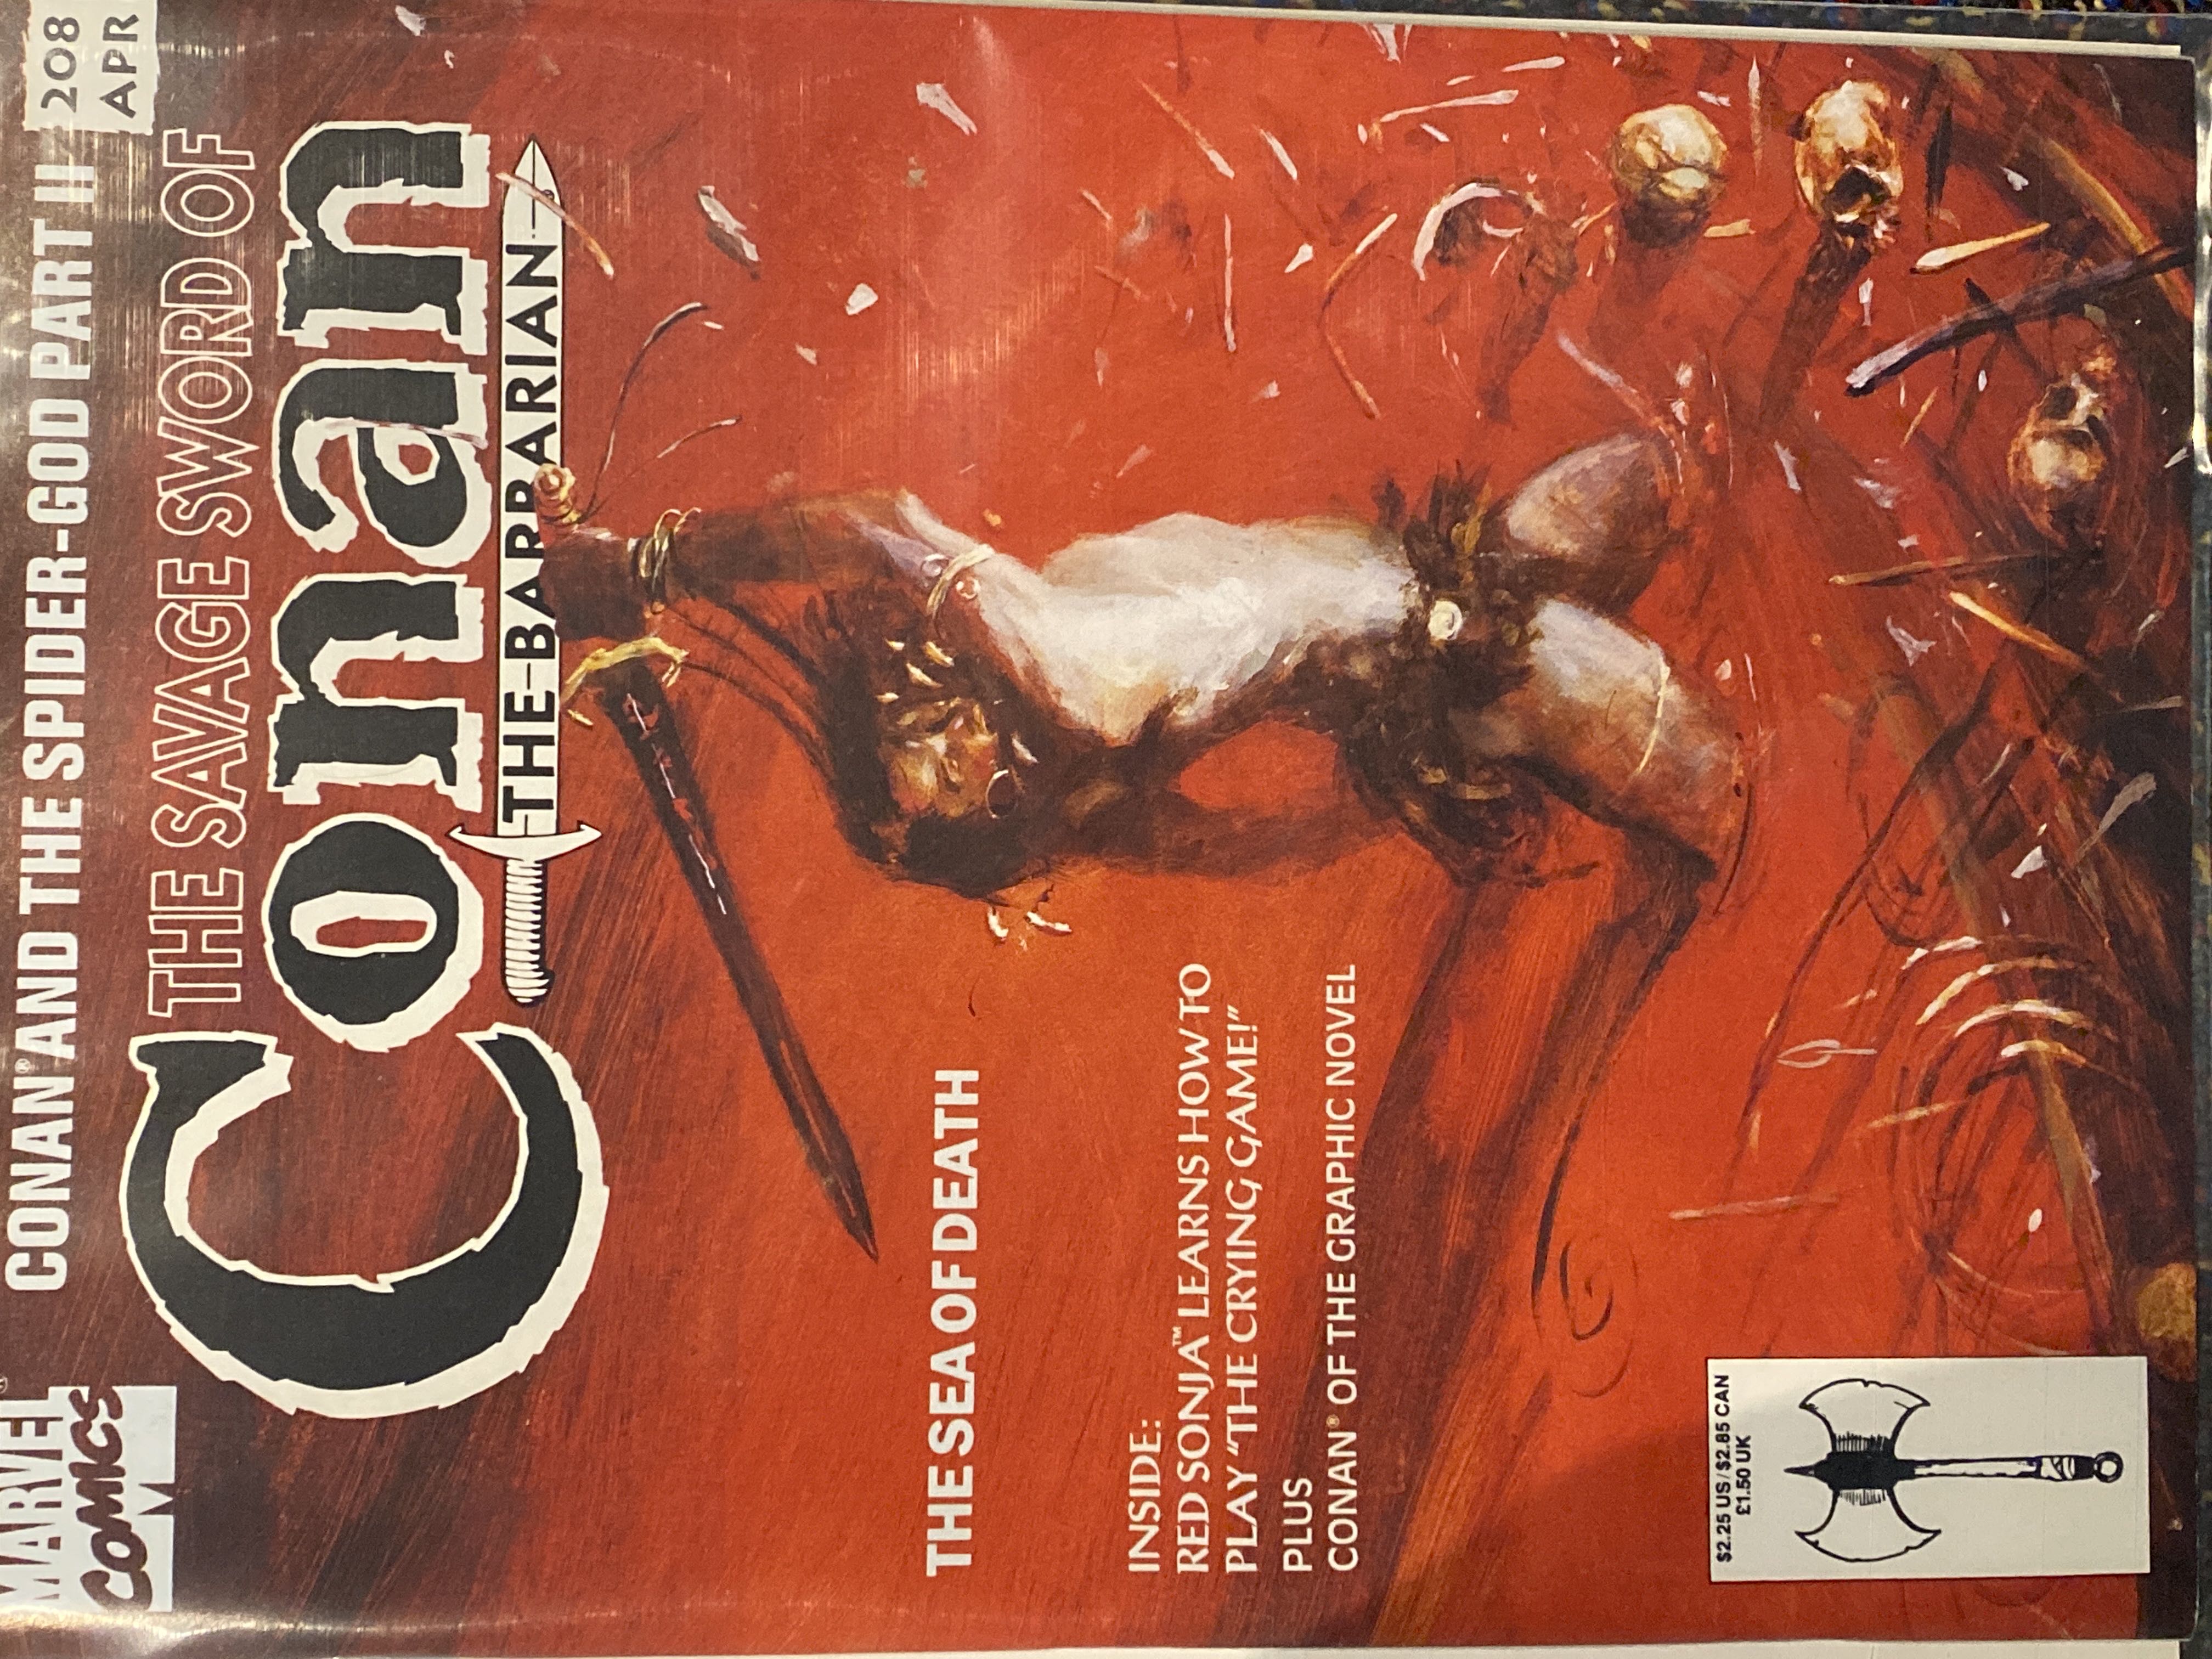 CONAN® AND THE SPIDER-GOD PART II
MARVEL®
COMICS
208
APR
THE SAVAGE SWORD OF
Conan
THE BARBARIAN
THE SEA OF DEATH
INSIDE:
RED SONJA™ LEARNS HOW TO
PLAY "THE CRYING GAME!"
PLUS
CONAN® OF THE GRAPHIC NOVEL
$2.25 US / $2.85 CAN
£1.50 UK